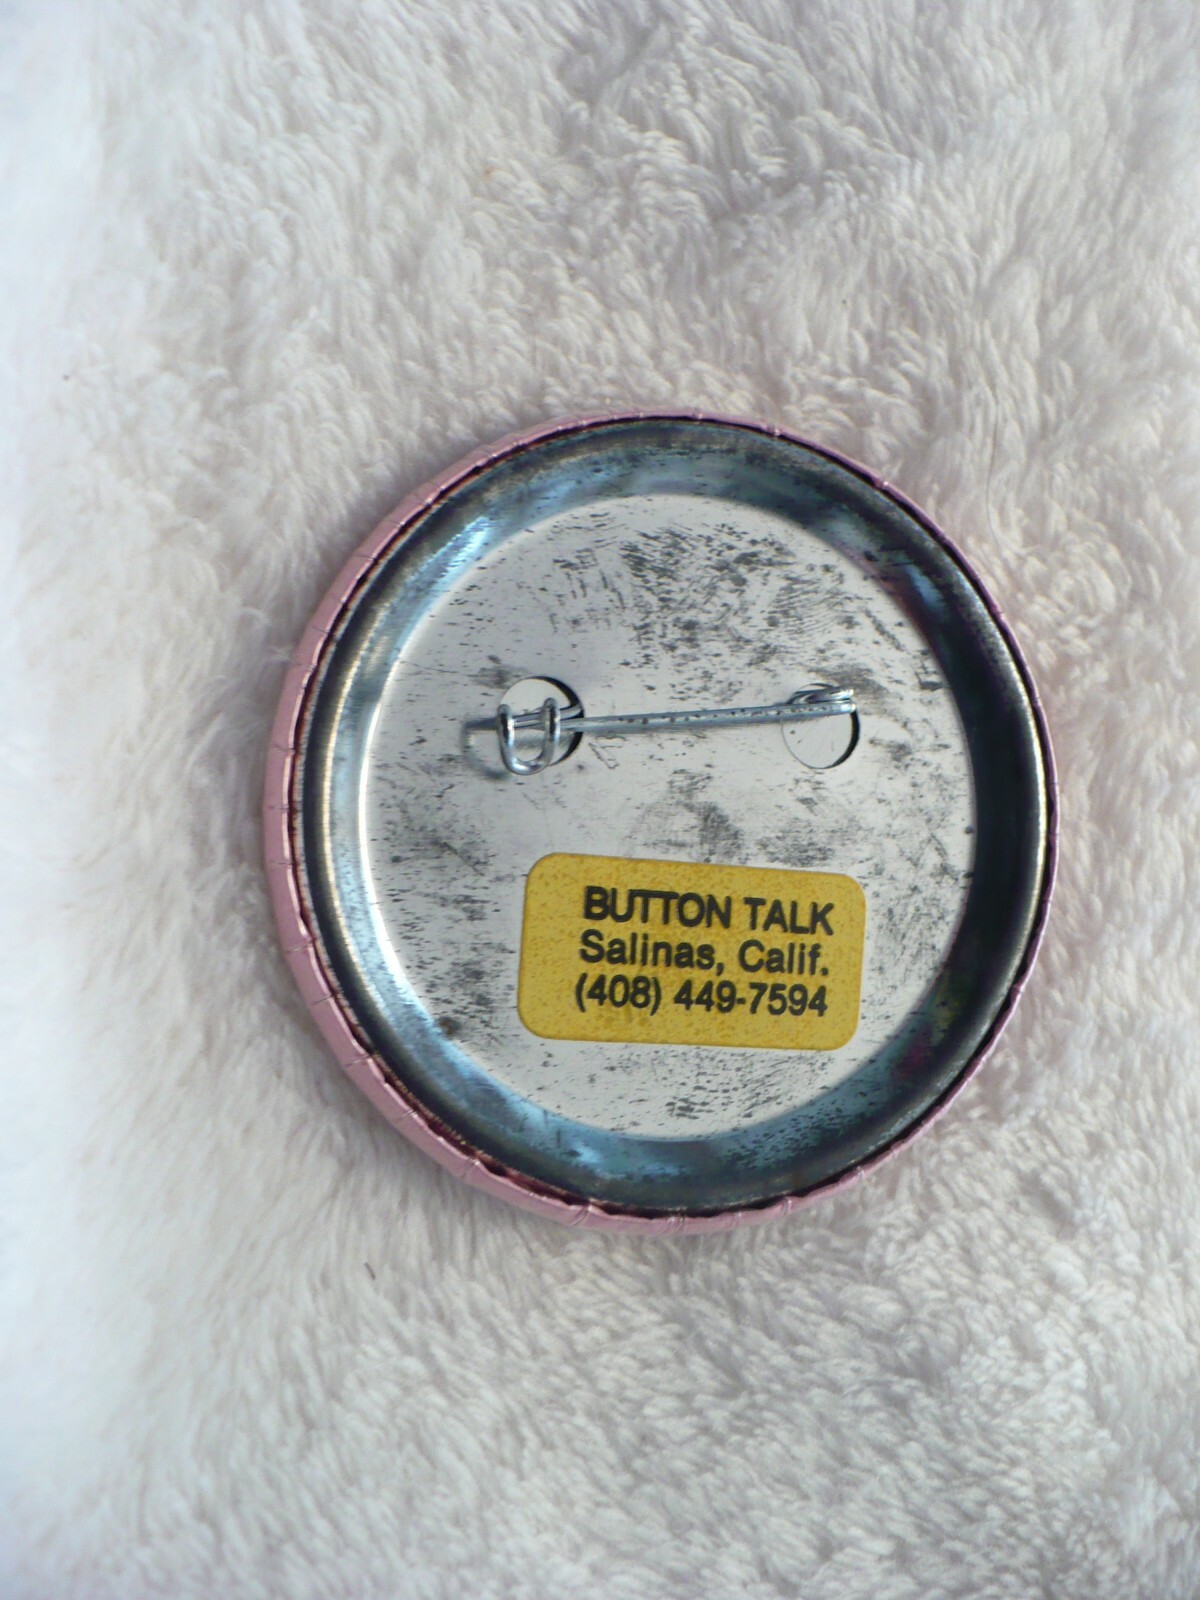 BUTTON TALK
Salinas, Calif.
(408) 449-7594